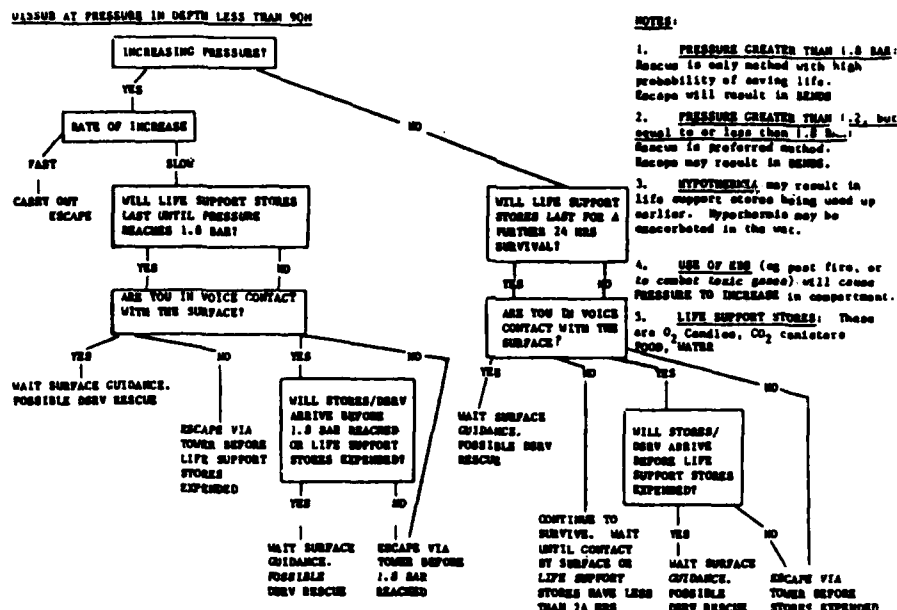 DISSUB AT PRESSURE IN DEPTH LESS THAN 90M
INCREASING PRESSURE?
YES
NO
RATE OF INCREASE
FAST
SLOW
CARRY OUT
ESCAPE
WILL LIFE SUPPORT STORES
LAST UNTIL PRESSURE
REACHES 1.8 BAR?
YES
NO
ARE YOU IN VOICE CONTACT
WITH THE SURFACE?
YES
NO
YES
NO
WAIT SURFACE GUIDANCE.
POSSIBLE DSRV RESCUE
ESCAPE VIA
TOWER BEFORE
LIFE SUPPORT
STORES
EXPENDED
WILL STORES/DSRV
ARRIVE BEFORE
1.8 BAR REACHED
OR LIFE SUPPORT
STORES EXPENDED?
YES
NO
WAIT SURFACE
GUIDANCE.
POSSIBLE
DSRV RESCUE
ESCAPE VIA
TOWER BEFORE
1.8 BAR
REACHED
WILL LIFE SUPPORT
STORES LAST FOR A
FURTHER 24 HRS
SURVIVAL?
YES
NO
ARE YOU IN VOICE
CONTACT WITH THE
SURFACE?
YES
NO
YES
NO
WAIT SURFACE
GUIDANCE.
POSSIBLE DSRV
RESCUE
CONTINUE TO
SURVIVE. WAIT
UNTIL CONTACT
BY SURFACE OR
LIFE SUPPORT
STORES HAVE LESS
THAN 24 HRS
WILL STORES/
DSRV ARRIVE
BEFORE LIFE
SUPPORT STORES
EXPENDED?
YES
NO
WAIT SURFACE
GUIDANCE.
POSSIBLE
DSRV RESCUE
ESCAPE VIA
TOWER BEFORE
STORES EXPENDED
NOTES:
1. PRESSURE GREATER THAN 1.8 BAR:
Rescue is only method with high
probability of saving life.
Escape will result in BENDS
2. PRESSURE GREATER THAN 1.2, but
equal to or less than 1.8 BAR:
Rescue is preferred method.
Escape may result in BENDS.
3. HYPOTHERMIA may result in
life support stores being used up
earlier. Hypothermia may be
exacerbated in the wet.
4. USE OF EBS (eg post fire, or
to combat toxic gases) will cause
PRESSURE TO INCREASE in compartment.
5. LIFE SUPPORT STORES: These
are O2 Candles, CO2 canisters
FOOD, WATER